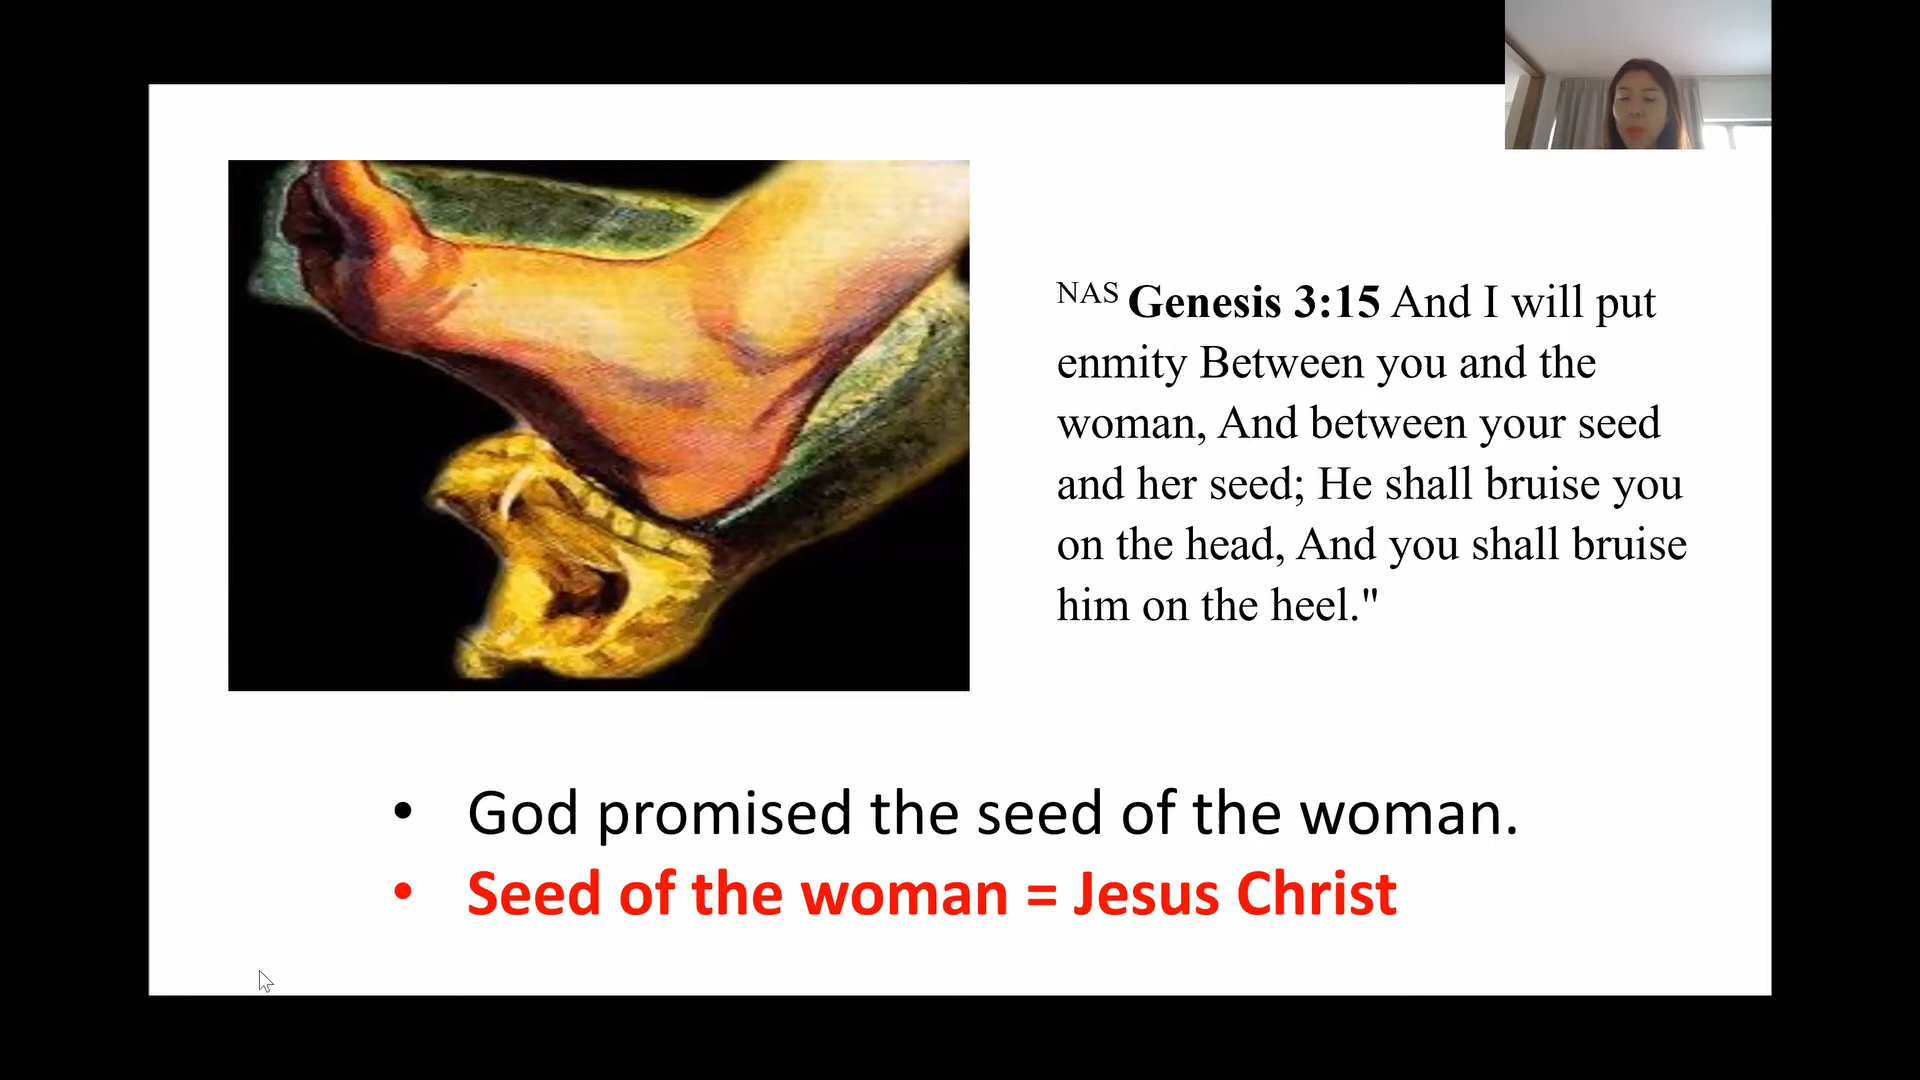 NAS Genesis 3:15 And I will put
enmity Between you and the
woman, And between your seed
and her seed; He shall bruise you
on the head, And you shall bruise
him on the heel."
• God promised the seed of the woman.
• Seed of the woman = Jesus Christ